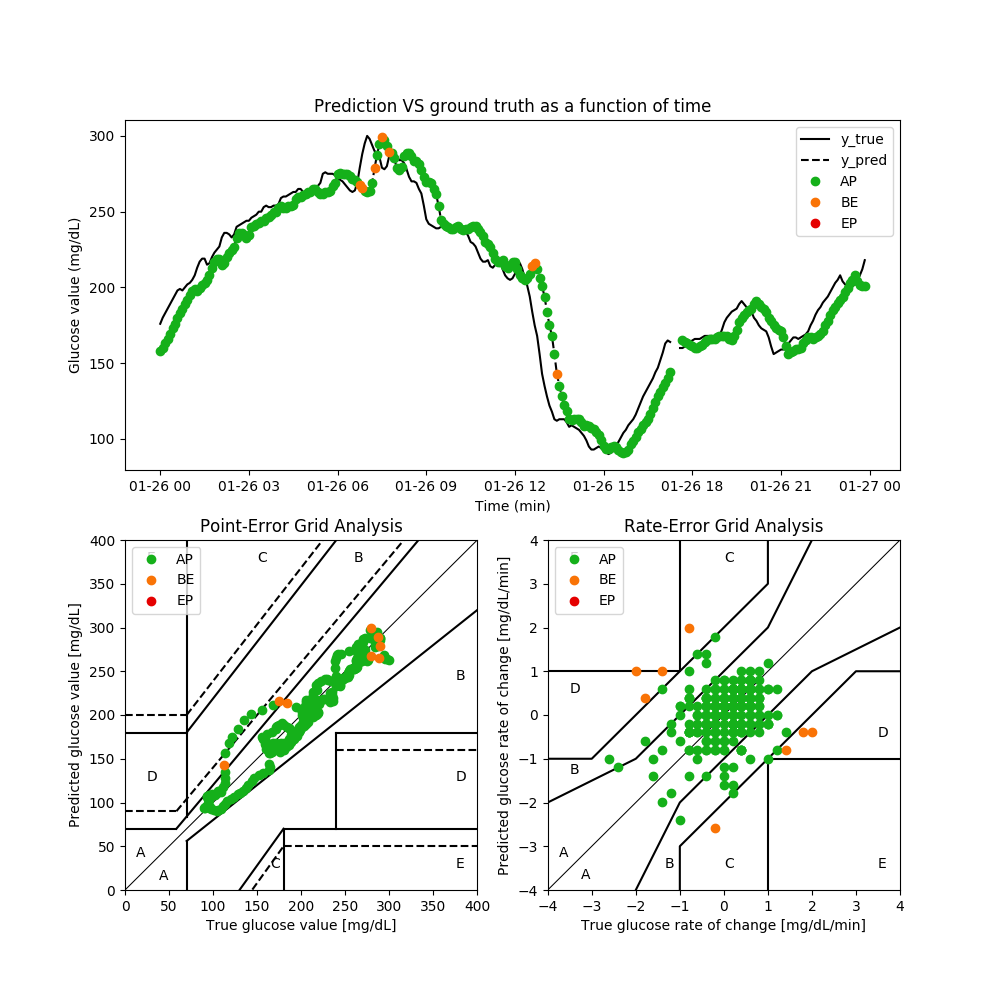 Prediction VS ground truth as a function of time
Glucose value (mg/dL)
300
250
200
150
100
y_true
y_pred
AP
BE
EP
01-26 00 01-26 03 01-26 06 01-26 09 01-26 12 01-26 15 01-26 18 01-26 21 01-27 00
Time (min)
Point-Error Grid Analysis
Predicted glucose value [mg/dL]
400
350
300
250
200
150
100
50
0
AP
BE
EP
C
B
B
D
D
A
A
C
E
0 50 100 150 200 250 300 350 400
True glucose value [mg/dL]
Rate-Error Grid Analysis
Predicted glucose rate of change [mg/dL/min]
4
3
2
1
0
−1
−2
−3
−4
AP
BE
EP
C
D
D
B
A
A
B
C
E
−4 −3 −2 −1 0 1 2 3 4
True glucose rate of change [mg/dL/min]